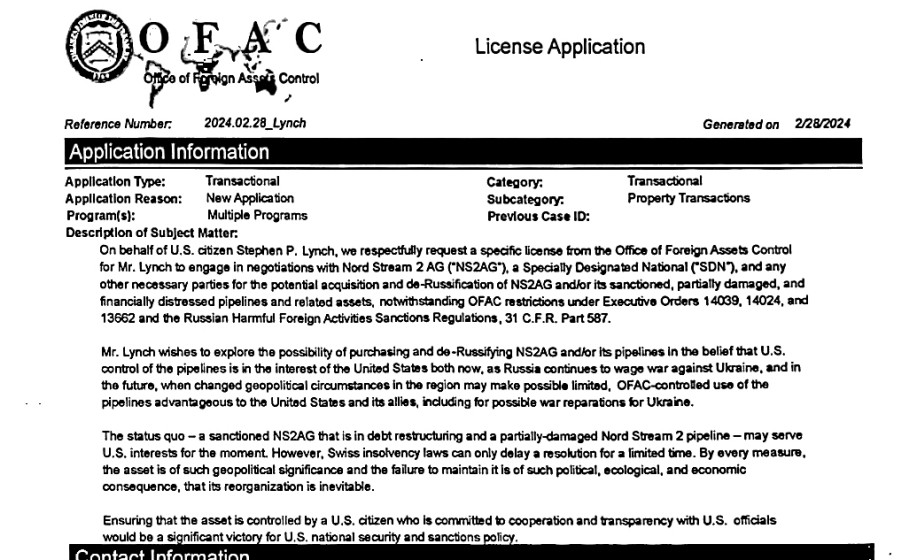 OFAC
License Application
Office of Foreign Assets Control
Reference Number: 2024.02.28_Lynch Generated on 2/28/2024
Application Information
Application Type: Transactional Category: Transactional
Application Reason: New Application Subcategory: Property Transactions
Program(s): Multiple Programs Previous Case ID:
Description of Subject Matter:
On behalf of U.S. citizen Stephen P. Lynch, we respectfully request a specific license from the Office of Foreign Assets Control
for Mr. Lynch to engage in negotiations with Nord Stream 2 AG ("NS2AG"), a Specially Designated National ("SDN"), and any
other necessary parties for the potential acquisition and de-Russification of NS2AG and/or its sanctioned, partially damaged, and
financially distressed pipelines and related assets, notwithstanding OFAC restrictions under Executive Orders 14039, 14024, and
13662 and the Russian Harmful Foreign Activities Sanctions Regulations, 31 C.F.R. Part 587.
Mr. Lynch wishes to explore the possibility of purchasing and de-Russifying NS2AG and/or its pipelines in the belief that U.S.
control of the pipelines is in the interest of the United States both now, as Russia continues to wage war against Ukraine, and in
the future, when changed geopolitical circumstances in the region may make possible limited, OFAC-controlled use of the
pipelines advantageous to the United States and its allies, including for possible war reparations for Ukraine.
The status quo – a sanctioned NS2AG that is in debt restructuring and a partially-damaged Nord Stream 2 pipeline – may serve
U.S. interests for the moment. However, Swiss insolvency laws can only delay a resolution for a limited time. By every measure,
the asset is of such geopolitical significance and the failure to maintain it is of such political, ecological, and economic
consequence, that its reorganization is inevitable.
Ensuring that the asset is controlled by a U.S. citizen who is committed to cooperation and transparency with U.S. officials
would be a significant victory for U.S. national security and sanctions policy.
Contact Information